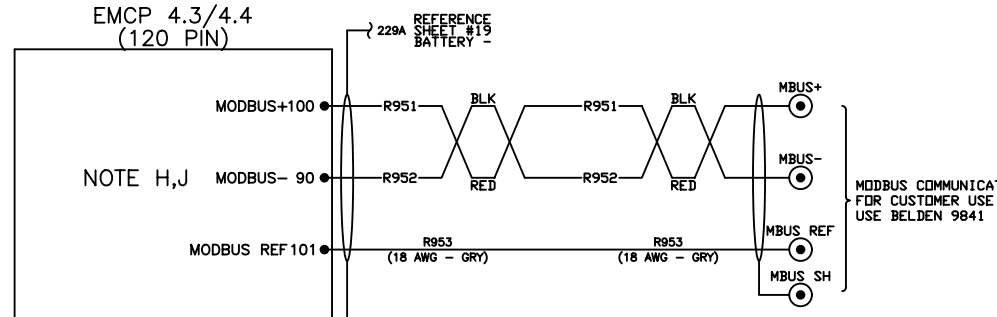 EMCP 4.3/4.4
(120 PIN)
229A
REFERENCE
SHEET #19
BATTERY -
MODBUS+100
R951
BLK
R951
BLK
MBUS+
NOTE H,J
MODBUS- 90
R952
RED
R952
RED
MBUS-
MODBUS COMMUNICAT
FOR CUSTOMER USE
USE BELDEN 9841
MODBUS REF101
R953
(18 AWG - GRY)
R953
(18 AWG - GRY)
MBUS REF
MBUS SH